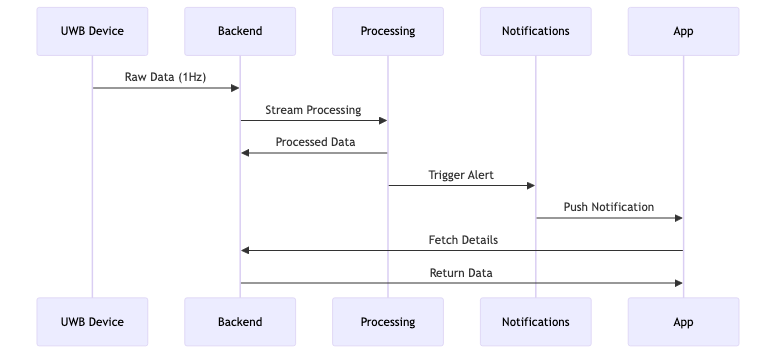 UWB Device
Backend
Processing
Notifications
App
Raw Data (1Hz)
Stream Processing
Processed Data
Trigger Alert
Push Notification
Fetch Details
Return Data
UWB Device
Backend
Processing
Notifications
App